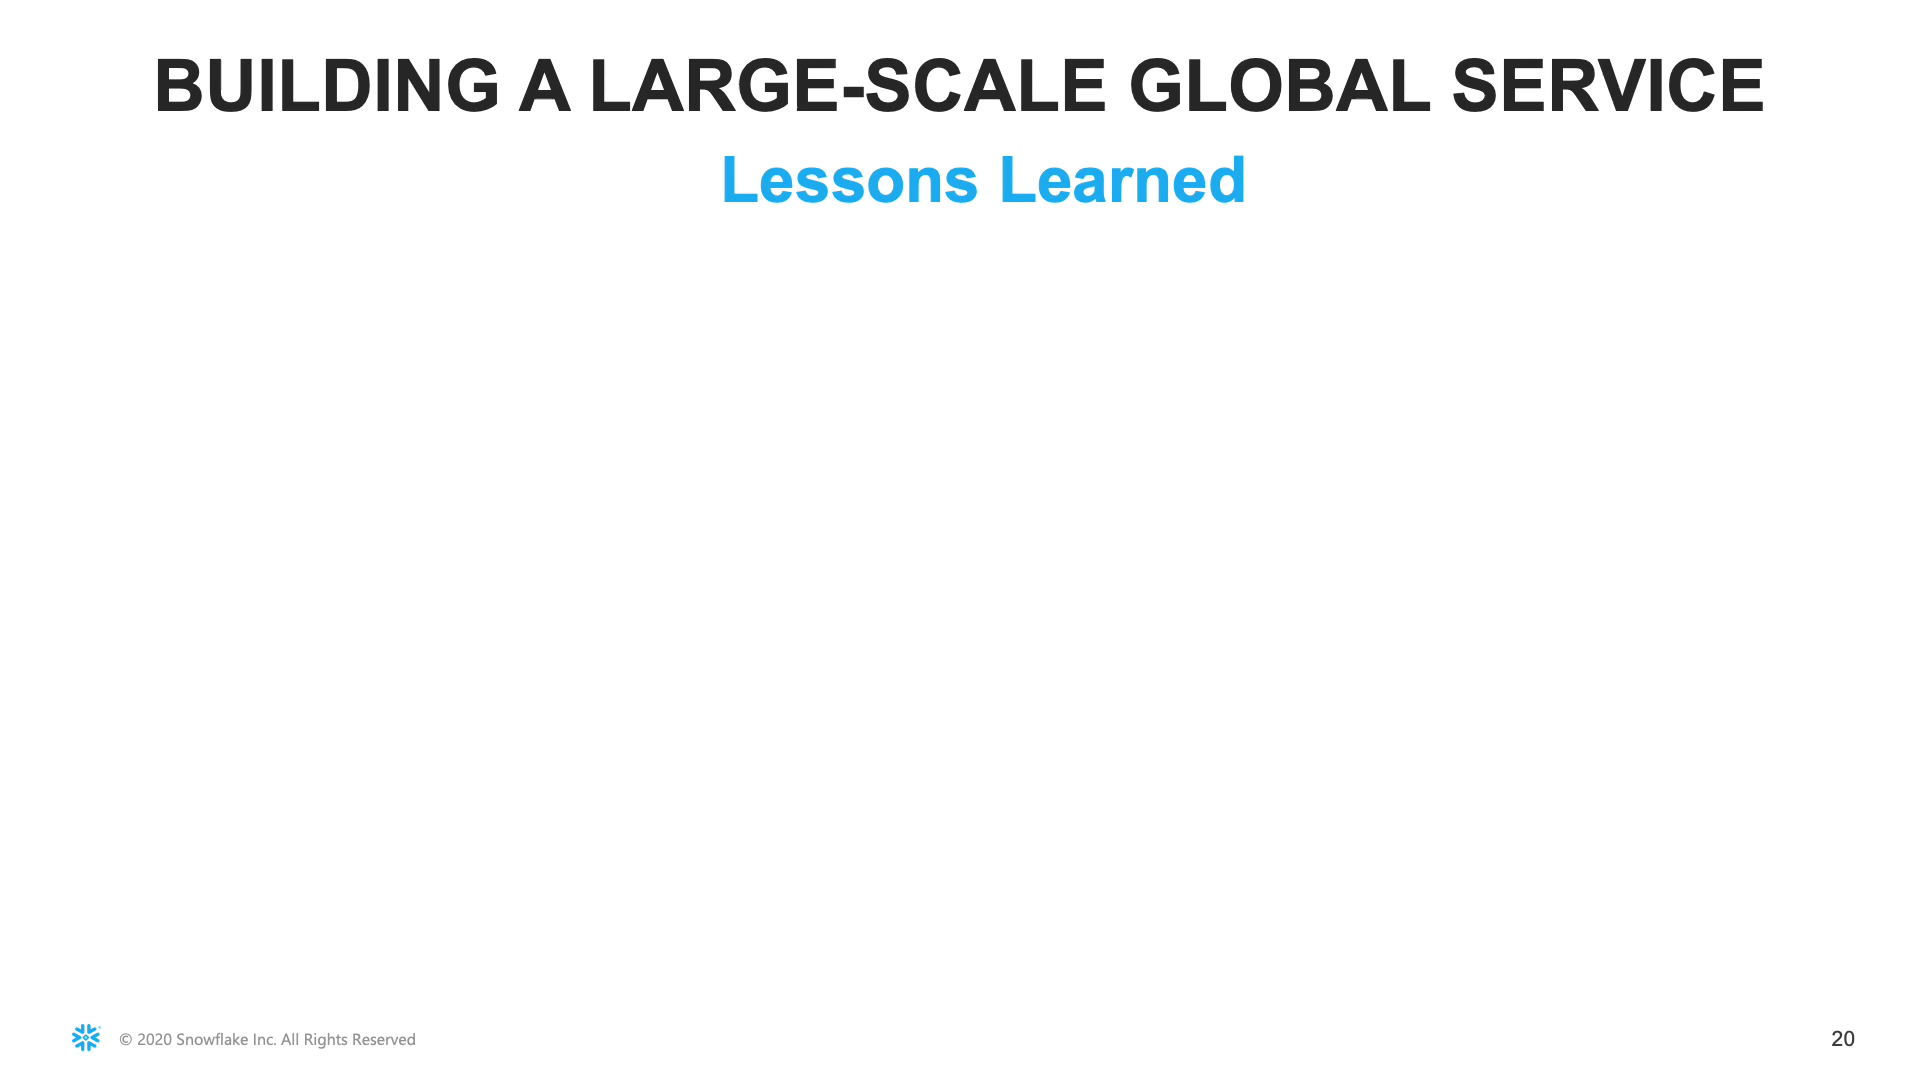 BUILDING A LARGE-SCALE GLOBAL SERVICE
Lessons Learned
© 2020 Snowflake Inc. All Rights Reserved
20